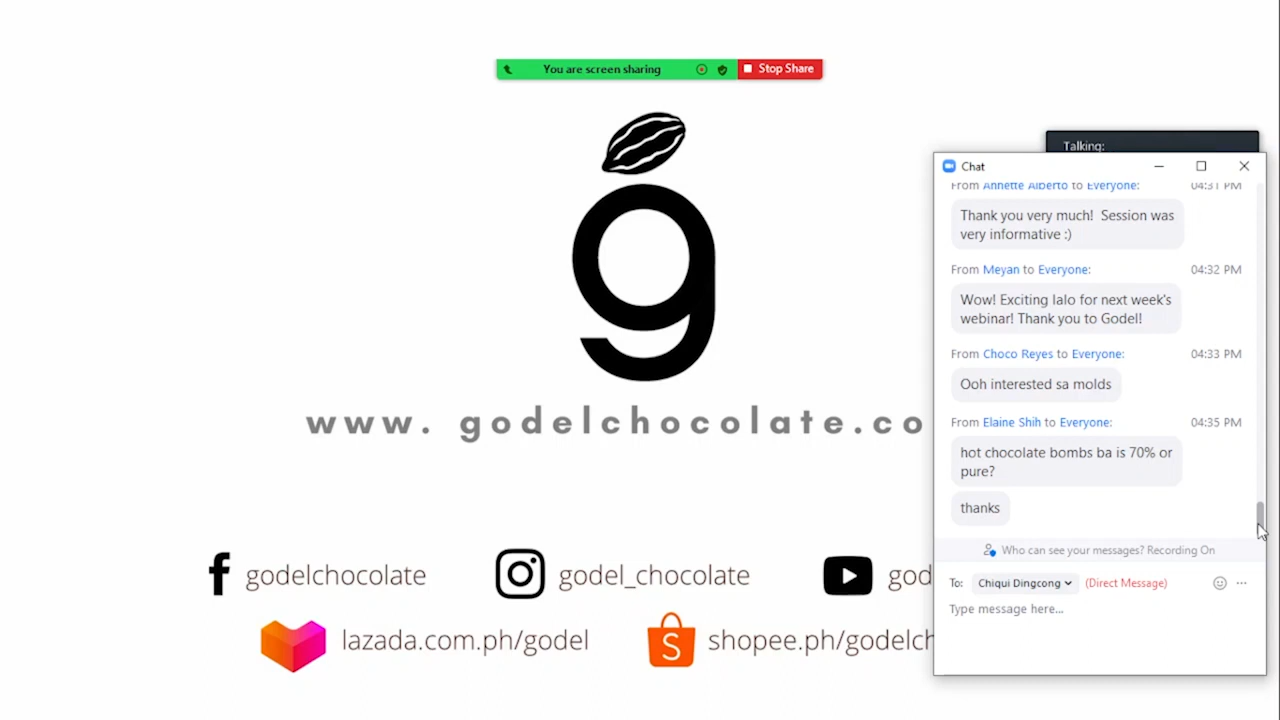 You are screen sharing
Stop Share
g
www. godelchocolate.co
godelchocolate
godel_chocolate
god
lazada.com.ph/godel
shopee.ph/godelch
Talking:
Chat
From Annette Alberto to Everyone: 04:31 PM
Thank you very much! Session was
very informative :)
From Meyan to Everyone: 04:32 PM
Wow! Exciting lalo for next week's
webinar! Thank you to Godel!
From Choco Reyes to Everyone: 04:33 PM
Ooh interested sa molds
From Elaine Shih to Everyone: 04:35 PM
hot chocolate bombs ba is 70% or
pure?
thanks
Who can see your messages? Recording On
To: Chiqui Dingcong (Direct Message)
Type message here...